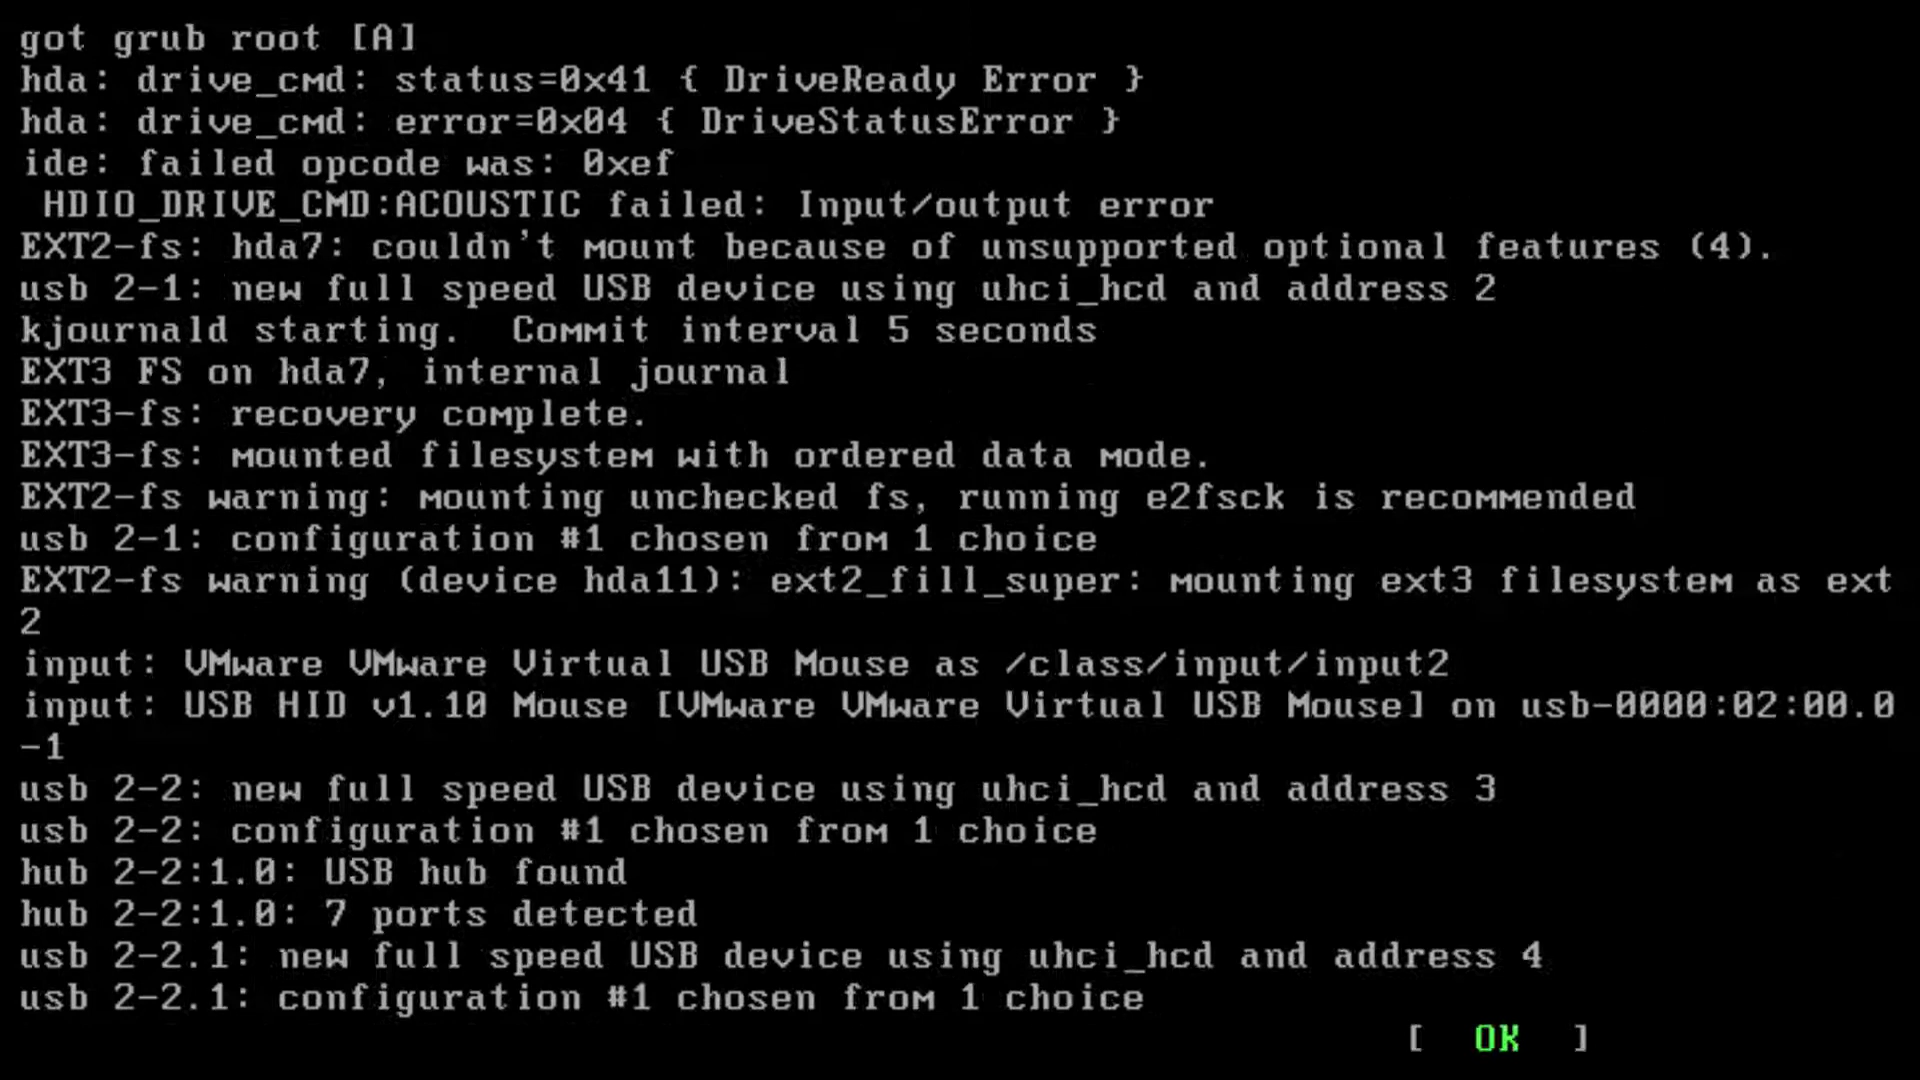 got grub root [A]
hda: drive_cmd: status=0x41 { DriveReady Error }
hda: drive_cmd: error=0x04 { DriveStatusError }
ide: failed opcode was: 0xef
 HDIO_DRIVE_CMD:ACOUSTIC failed: Input/output error
EXT2-fs: hda7: couldn't mount because of unsupported optional features (4).
usb 2-1: new full speed USB device using uhci_hcd and address 2
kjournald starting.  Commit interval 5 seconds
EXT3 FS on hda7, internal journal
EXT3-fs: recovery complete.
EXT3-fs: mounted filesystem with ordered data mode.
EXT2-fs warning: mounting unchecked fs, running e2fsck is recommended
usb 2-1: configuration #1 chosen from 1 choice
EXT2-fs warning (device hda11): ext2_fill_super: mounting ext3 filesystem as ext
2
input: VMware VMware Virtual USB Mouse as /class/input/input2
input: USB HID v1.10 Mouse [VMware VMware Virtual USB Mouse] on usb-0000:02:00.0
-1
usb 2-2: new full speed USB device using uhci_hcd and address 3
usb 2-2: configuration #1 chosen from 1 choice
hub 2-2:1.0: USB hub found
hub 2-2:1.0: 7 ports detected
usb 2-2.1: new full speed USB device using uhci_hcd and address 4
usb 2-2.1: configuration #1 chosen from 1 choice
[  OK  ]